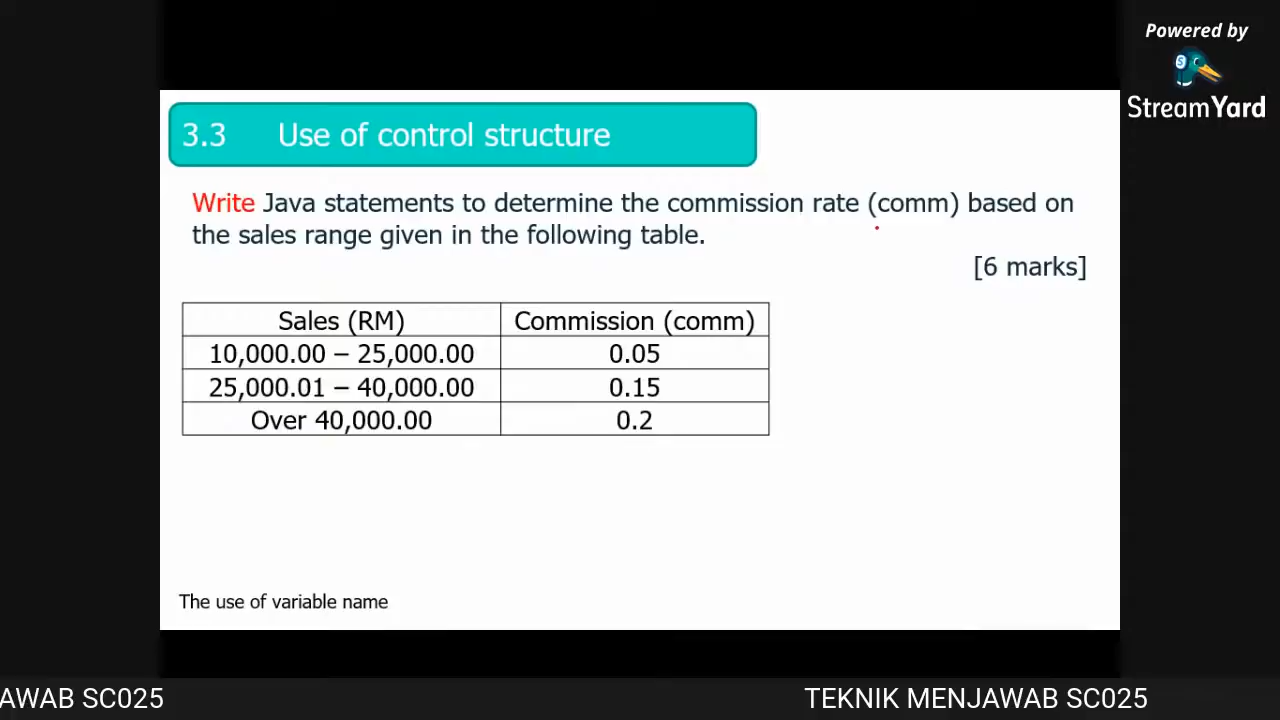 Powered by
StreamYard
3.3 Use of control structure
Write Java statements to determine the commission rate (comm) based on
the sales range given in the following table.
[6 marks]
Sales (RM) Commission (comm)
10,000.00 – 25,000.00 0.05
25,000.01 – 40,000.00 0.15
Over 40,000.00 0.2
The use of variable name
AWAB SC025 TEKNIK MENJAWAB SC025